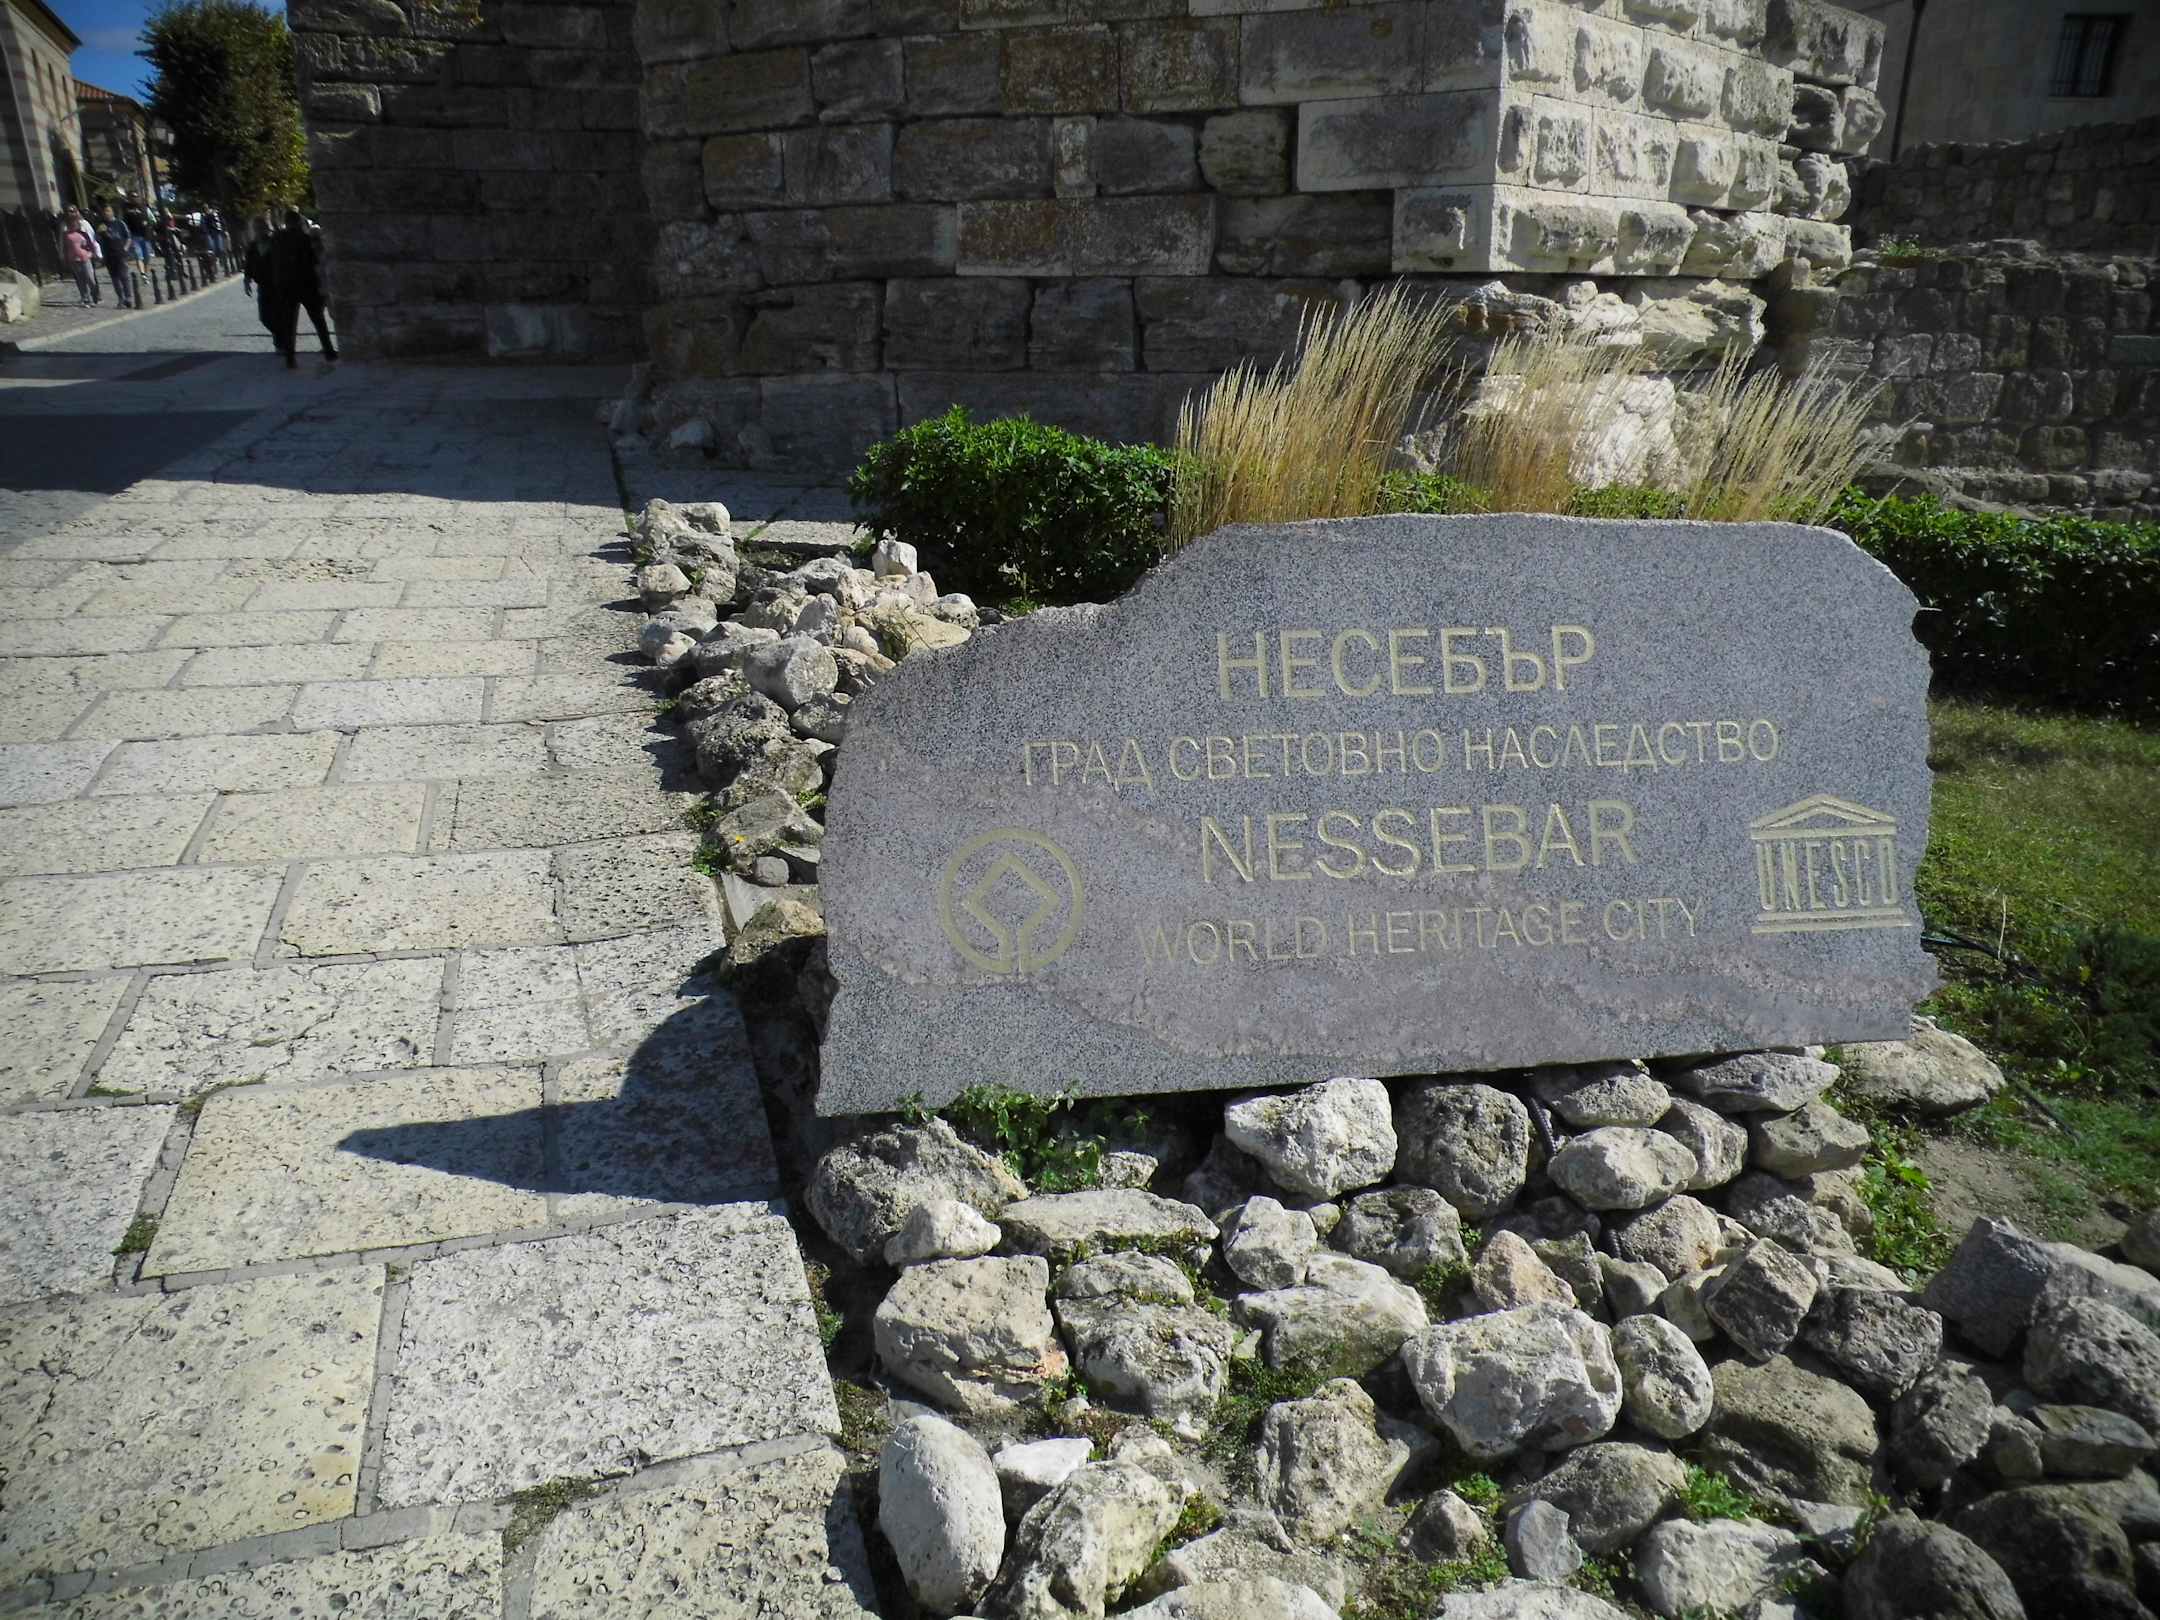 НЕСЕБЪР
ГРАД СВЕТОВНО НАСЛЕДСТВО
NESSEBAR
WORLD HERITAGE CITY
UNESCO